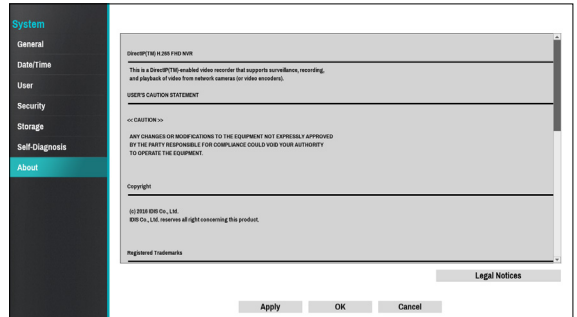 System
General
Date/Time
User
Security
Storage
Self-Diagnosis
About
DirectIP(TM) H.265 FHD NVR
This is a DirectIP(TM)-enabled video recorder that supports surveillance, recording,
and playback of video from network cameras (or video encoders).
USER'S CAUTION STATEMENT
<< CAUTION >>
ANY CHANGES OR MODIFICATIONS TO THE EQUIPMENT NOT EXPRESSLY APPROVED
BY THE PARTY RESPONSIBLE FOR COMPLIANCE COULD VOID YOUR AUTHORITY
TO OPERATE THE EQUIPMENT.
Copyright
(c) 2016 IDIS Co., Ltd.
IDIS Co., Ltd. reserves all right concerning this product.
Registered Trademarks
Legal Notices
Apply OK Cancel